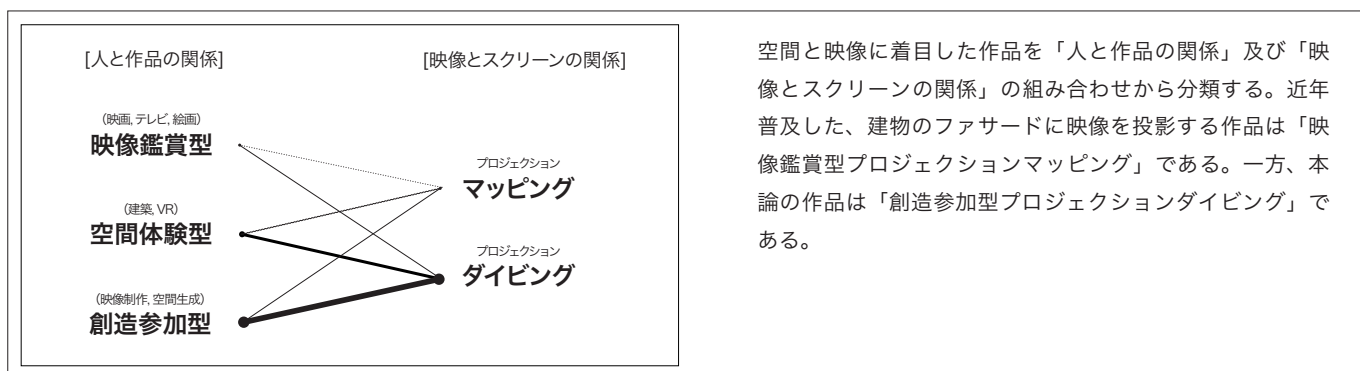 [人と作品の関係]
[映像とスクリーンの関係]
（映画, テレビ, 絵画）
映像鑑賞型
プロジェクション
マッピング
（建築, VR）
空間体験型
プロジェクション
ダイビング
（映像制作, 空間生成）
創造参加型
空間と映像に着目した作品を「人と作品の関係」及び「映
像とスクリーンの関係」の組み合わせから分類する。近年
普及した、建物のファサードに映像を投影する作品は「映
像鑑賞型プロジェクションマッピング」である。一方、本
論の作品は「創造参加型プロジェクションダイビング」で
ある。